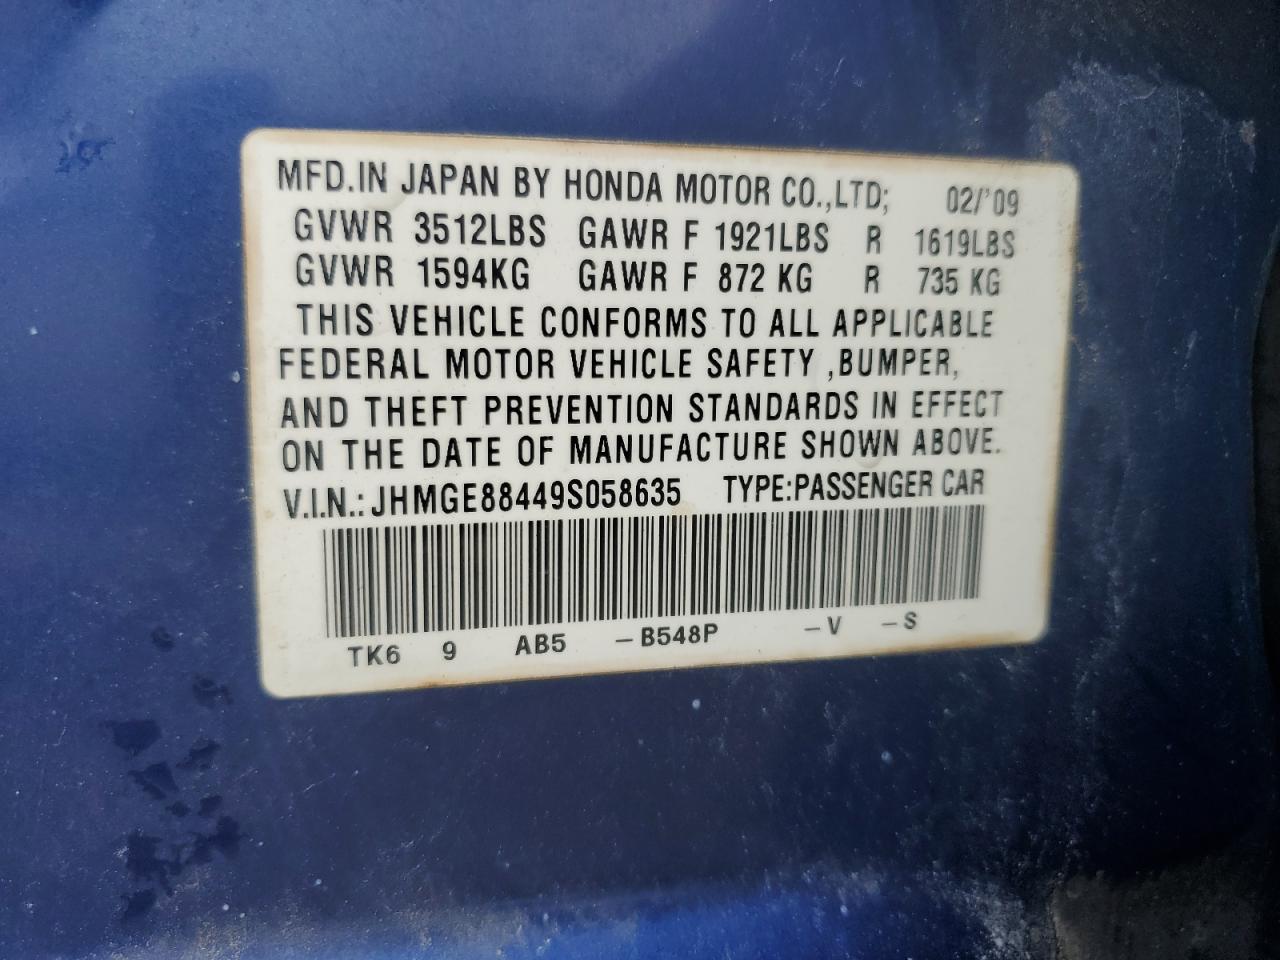 MFD.IN JAPAN BY HONDA MOTOR CO.,LTD; 02/'09
GVWR 3512LBS GAWR F 1921LBS R 1619LBS
GVWR 1594KG GAWR F 872 KG R 735 KG
THIS VEHICLE CONFORMS TO ALL APPLICABLE
FEDERAL MOTOR VEHICLE SAFETY ,BUMPER,
AND THEFT PREVENTION STANDARDS IN EFFECT
ON THE DATE OF MANUFACTURE SHOWN ABOVE.
V.I.N.: JHMGE88449S058635 TYPE:PASSENGER CAR
TK6 9 AB5 -B548P -V -S